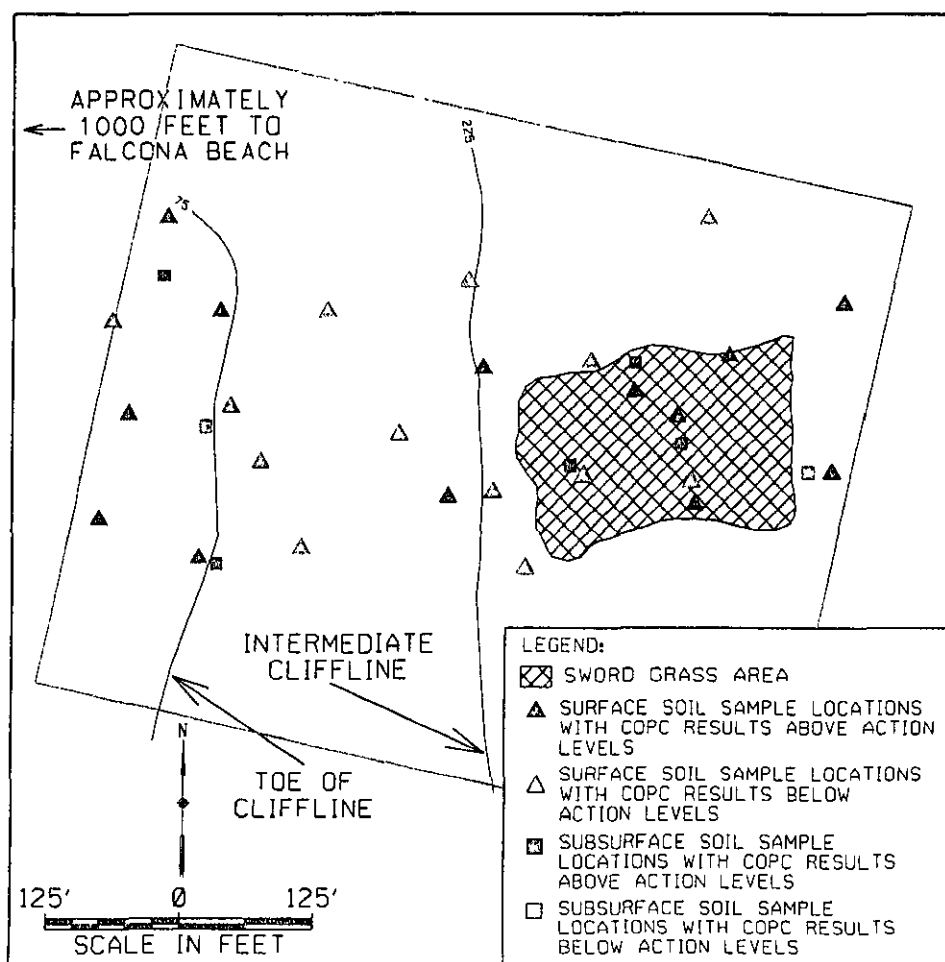 APPROXIMATELY
1000 FEET TO
FALCONA BEACH
225
75
INTERMEDIATE
CLIFFLINE
TOE OF
CLIFFLINE
N
125' 0 125'
SCALE IN FEET
LEGEND:
SWORD GRASS AREA
SURFACE SOIL SAMPLE LOCATIONS
WITH COPC RESULTS ABOVE ACTION
LEVELS
SURFACE SOIL SAMPLE LOCATIONS
WITH COPC RESULTS BELOW
ACTION LEVELS
SUBSURFACE SOIL SAMPLE
LOCATIONS WITH COPC RESULTS
ABOVE ACTION LEVELS
SUBSURFACE SOIL SAMPLE
LOCATIONS WITH COPC RESULTS
BELOW ACTION LEVELS